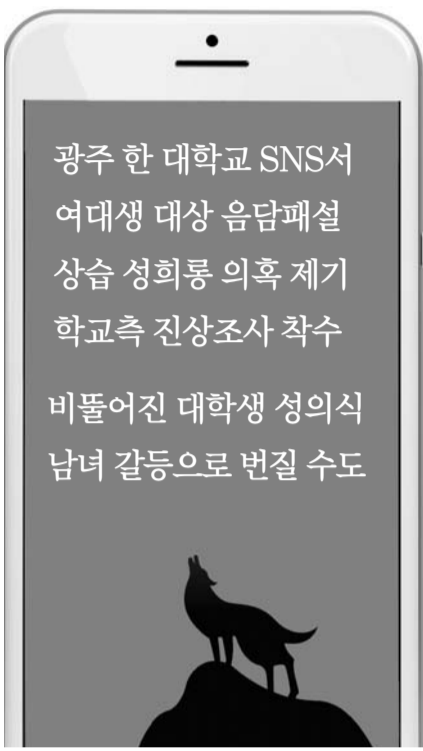 광주 한 대학교 SNS서
여대생 대상 음담패설
상습 성희롱 의혹 제기
학교측 진상조사 착수
비뚤어진 대학생 성의식
남녀 갈등으로 번질 수도